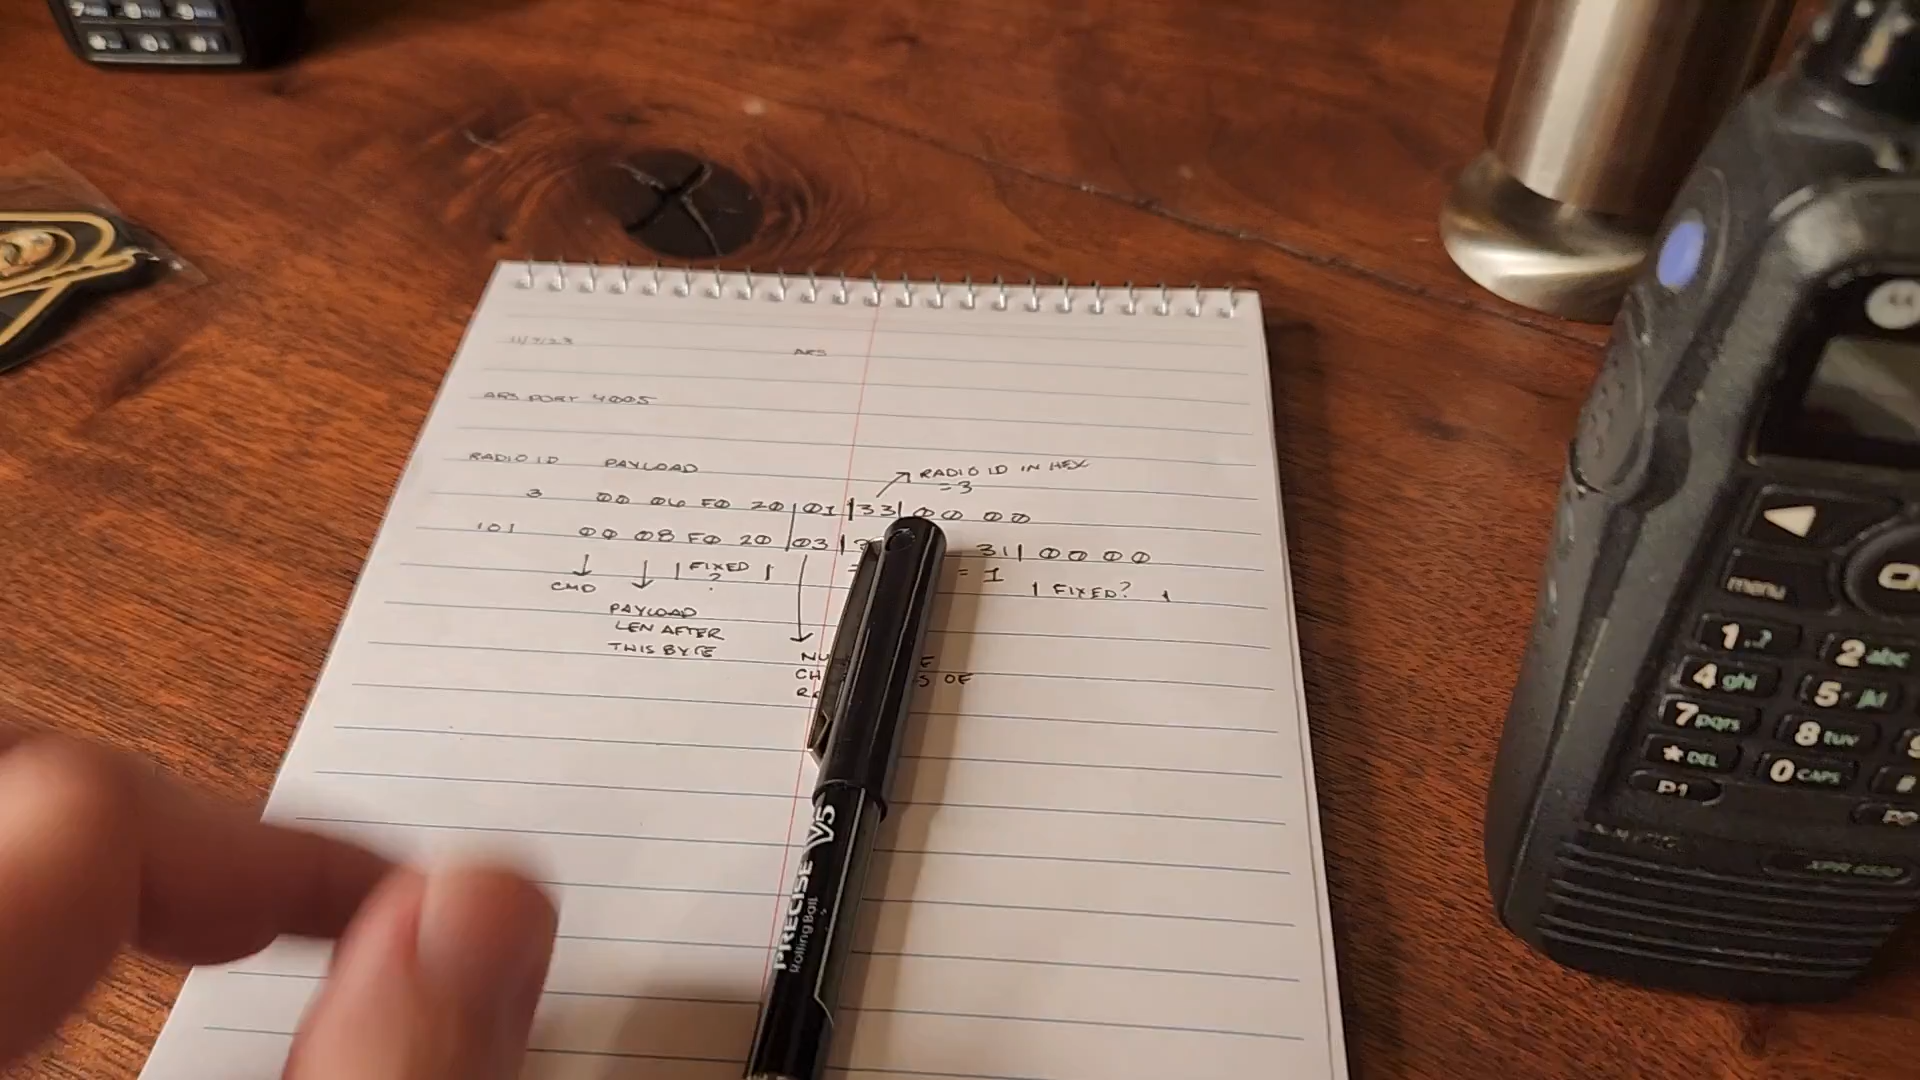 11/7/23
ARS
ARS PORT 4005
RADIO ID PAYLOAD
RADIO ID IN HEX
= 3
3 00 06 F0 20 | 01 | 33 | 00 00
101 00 08 F0 20 | 03 | 31 | 00 00
| FIXED |
?
= 1
CMD
| FIXED? |
PAYLOAD
LEN AFTER
THIS BYTE
OF
PRECISE V5
Rolling Ball
menu
1
2 abc
4 ghi
5 jkl
7 pqrs
8 tuv
* DEL
0 CAPS
#
P1
XPR 6550